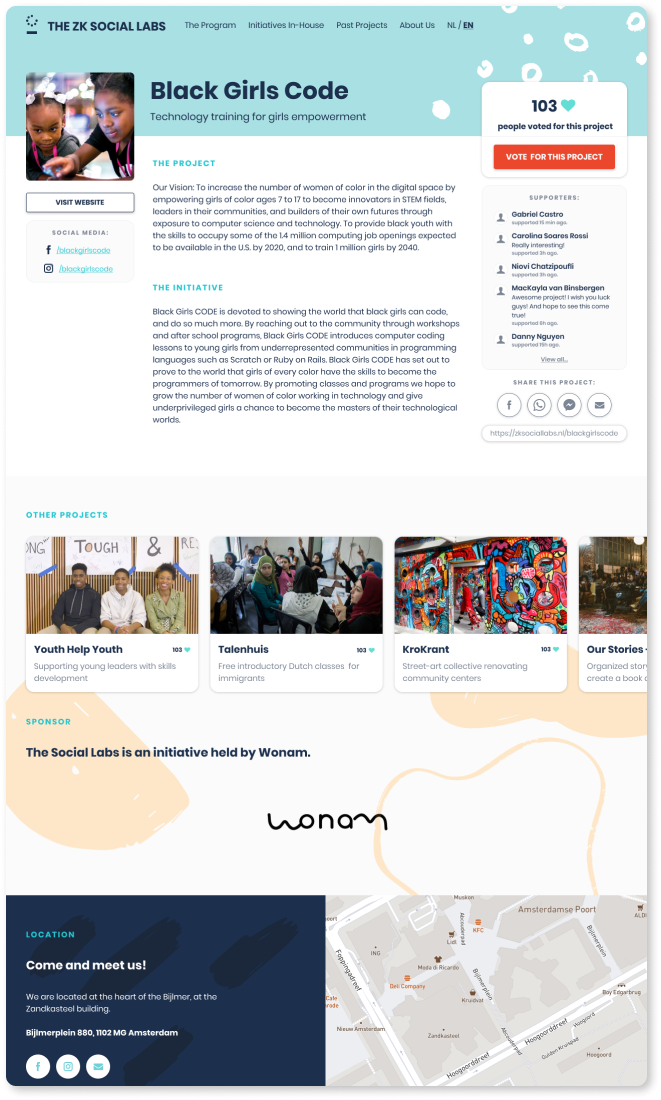 THE ZK SOCIAL LABS
The Program
Initiatives In-House
Past Projects
About Us
NL / EN
Black Girls Code
Technology training for girls empowerment
VISIT WEBSITE
SOCIAL MEDIA:
/blackgirlscode
/blackgirlscode
THE PROJECT
Our Vision: To increase the number of women of color in the digital space by
empowering girls of color ages 7 to 17 to become innovators in STEM fields,
leaders in their communities, and builders of their own futures through
exposure to computer science and technology. To provide black youth with
the skills to occupy some of the 1.4 million computing job openings expected
to be available in the U.S. by 2020, and to train 1 million girls by 2040.
THE INITIATIVE
Black Girls CODE is devoted to showing the world that black girls can code,
and do so much more. By reaching out to the community through workshops
and after school programs, Black Girls CODE introduces computer coding
lessons to young girls from underrepresented communities in programming
languages such as Scratch or Ruby on Rails. Black Girls CODE has set out to
prove to the world that girls of every color have the skills to become the
programmers of tomorrow. By promoting classes and programs we hope to
grow the number of women of color working in technology and give
underprivileged girls a chance to become the masters of their technological
worlds.
103
people voted for this project
VOTE FOR THIS PROJECT
SUPPORTERS:
Gabriel Castro
supported 15 min ago.
Carolina Soares Rossi
Really interesting!
supported 3h ago.
Niovi Chatzipoufli
supported 3h ago.
MacKayla van Binsbergen
Awesome project! I wish you luck
guys! And hope to see this come
true!
supported 8h ago.
Danny Nguyen
View all...
SHARE THIS PROJECT:
https://zksociallabs.nl/blackgirlscode
OTHER PROJECTS
ONG
TOUGH
&
RES
Youth Help Youth
103
Supporting young leaders with skills
development
Talenhuis
103
Free introductory Dutch classes for
immigrants
KroKrant
103
Street-art collective renovating
community centers
Our Stories -
Organized story
create a book
SPONSOR
The Social Labs is an initiative held by Wonam.
wonam
LOCATION
Come and meet us!
We are located at the heart of the Bijlmer, at the
Zandkasteel building.
Bijlmerplein 880, 1102 MG Amsterdam
Muskon
Amsterdamse Poort
ALDI
oort
Abcouderpad
KFC
Lidl
Bijlmerplein
ING
Foppingadreef
Moda di Ricardo
Deli Company
Bijlmerplein
Kruidvat
Boy Edgarbrug
Cafe
Nieuw Amsterdam
Zandkasteel
Abcouderpad
Hoogoorddreef
Hoogoord
Gulden Kruispad
Hoogoord
Hoogoorddreef